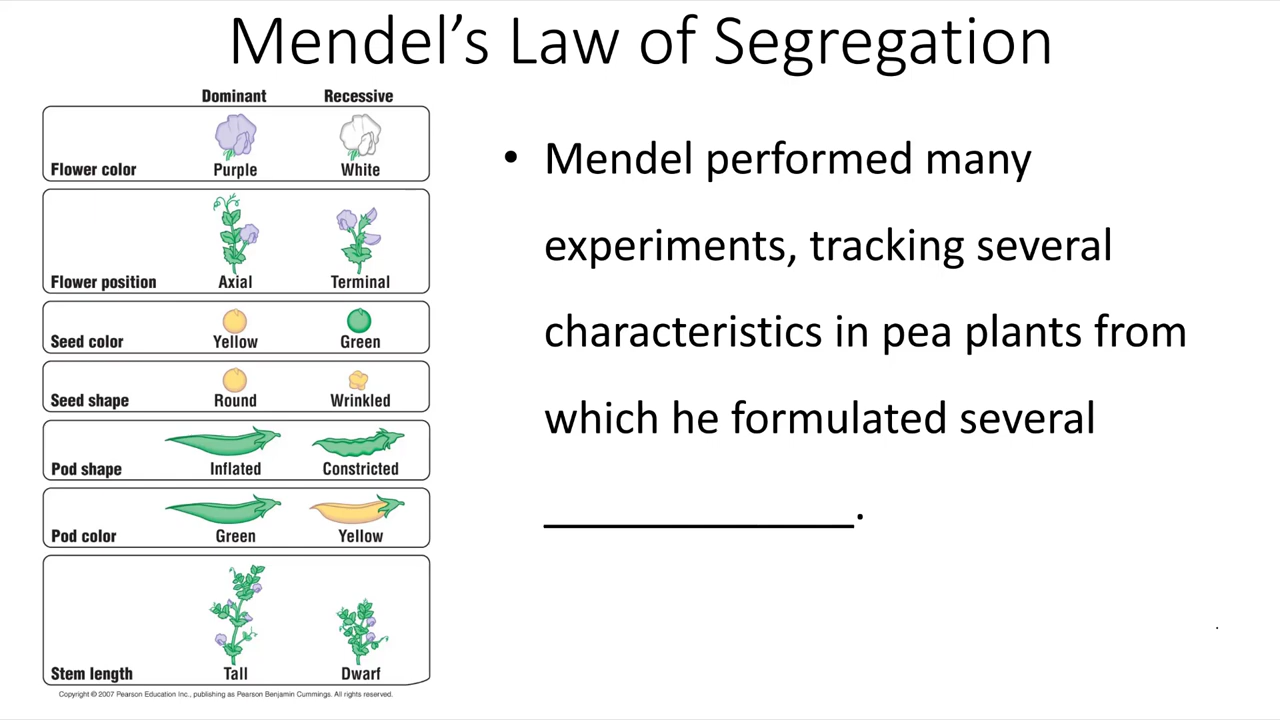 Mendel’s Law of Segregation
Dominant Recessive
Flower color Purple White
Flower position Axial Terminal
Seed color Yellow Green
Seed shape Round Wrinkled
Pod shape Inflated Constricted
Pod color Green Yellow
Stem length Tall Dwarf
Copyright © 2007 Pearson Education Inc., publishing as Pearson Benjamin Cummings. All rights reserved.
• Mendel performed many
experiments, tracking several
characteristics in pea plants from
which he formulated several
______________.